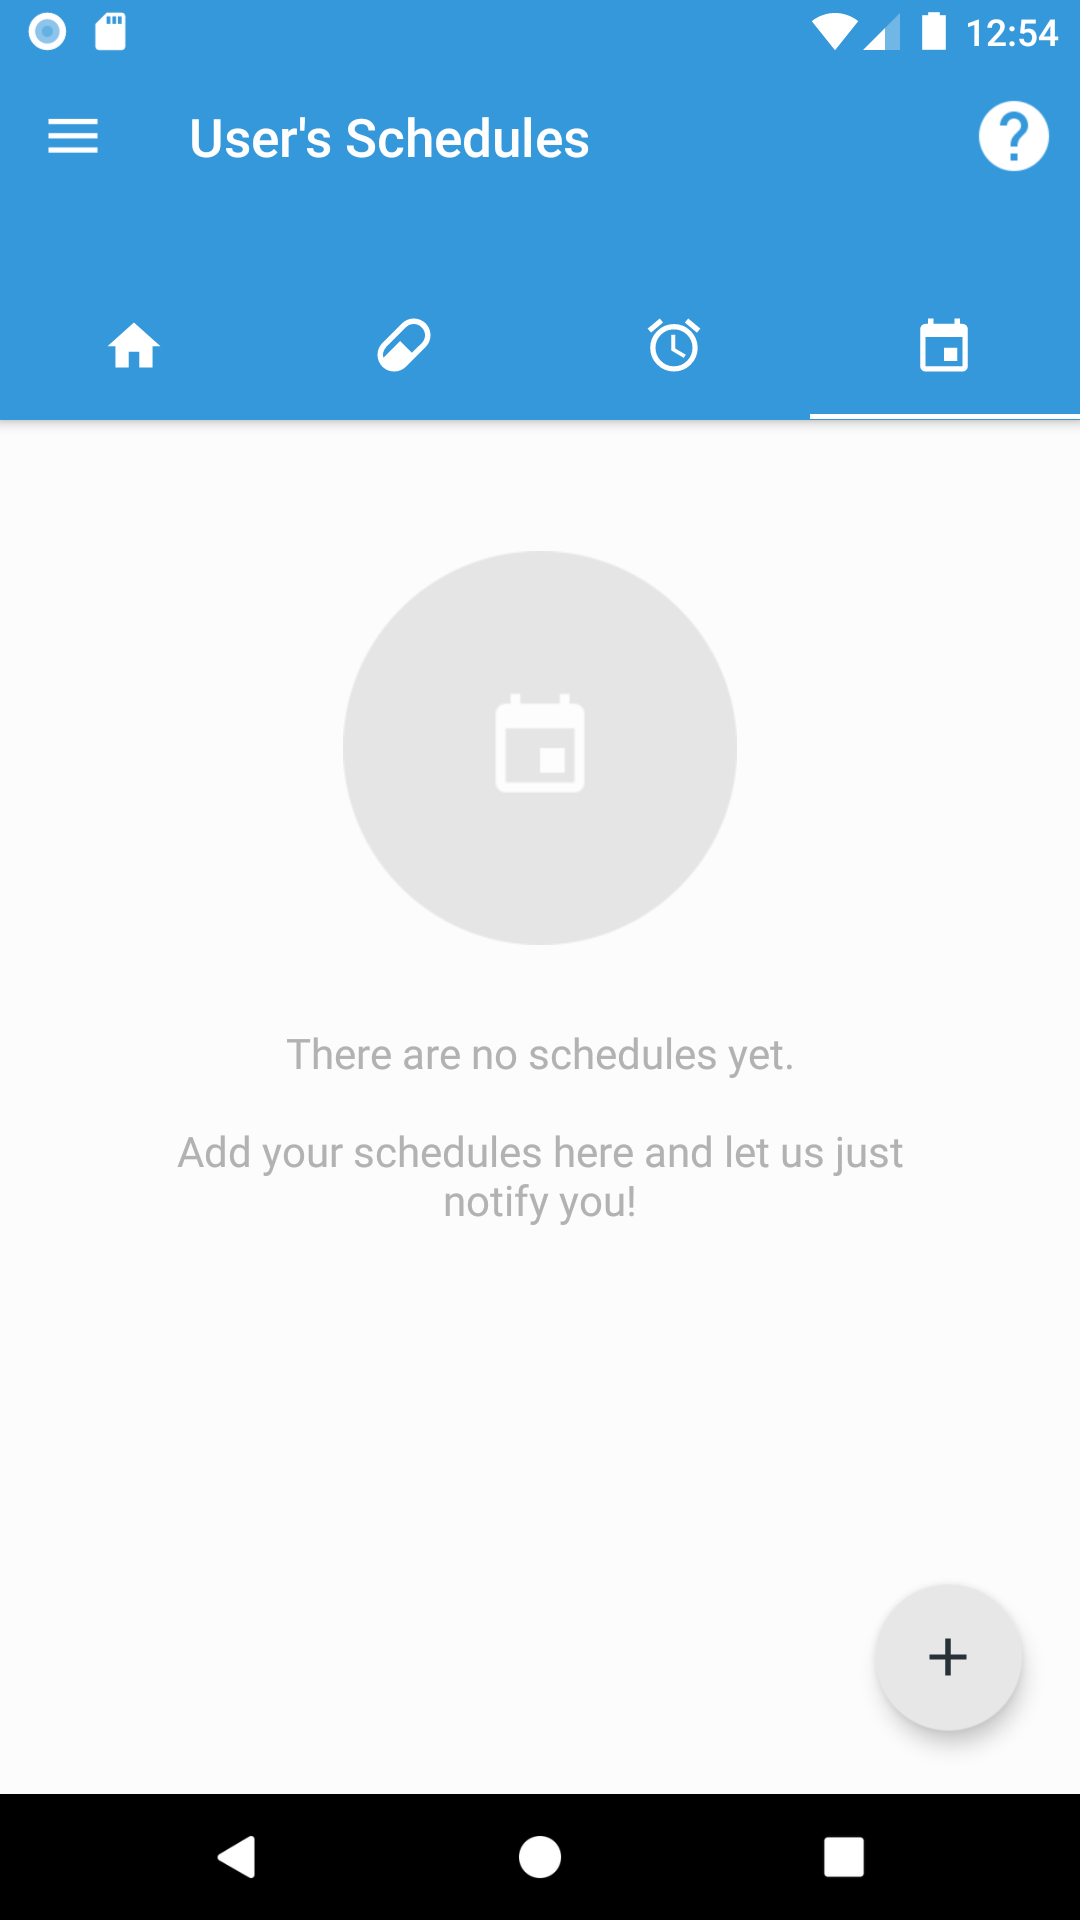 12:54
User's Schedules
There are no schedules yet.
Add your schedules here and let us just
notify you!